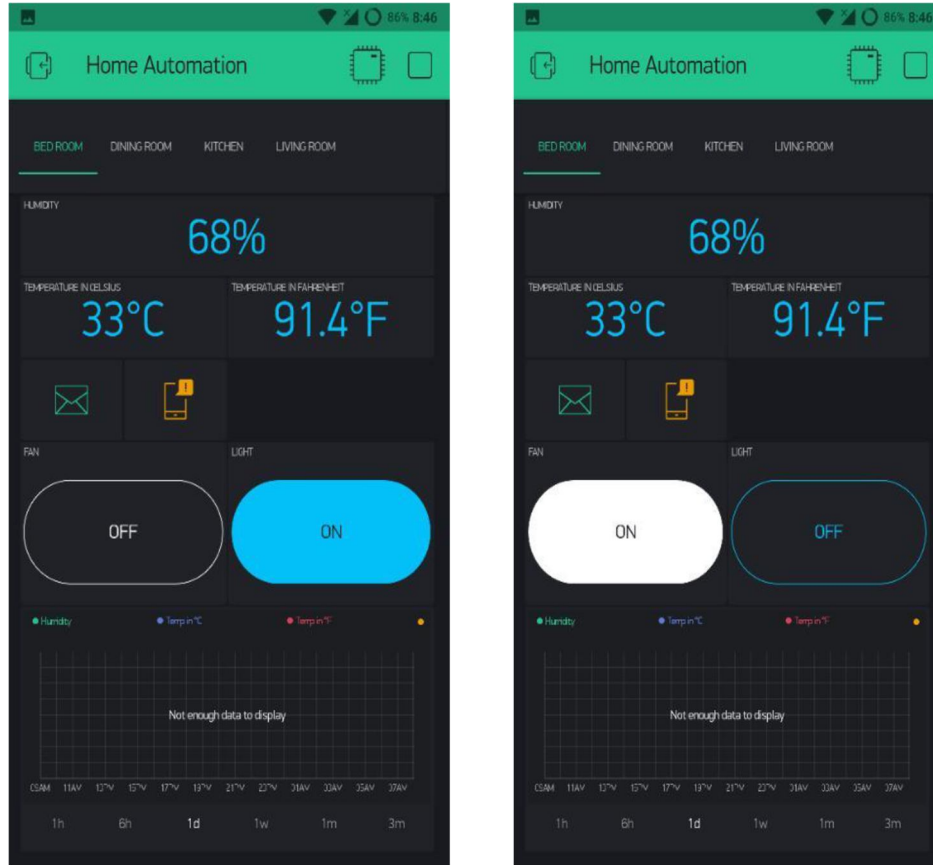 86% 8:46
Home Automation
BED ROOM DINING ROOM KITCHEN LIVING ROOM
HUMIDITY
68%
TEMPERATURE IN CELSIUS TEMPERATURE IN FAHRENHEIT
33°C 91.4°F
FAN LIGHT
OFF ON
Humidity Temp in °C Temp in °F
Not enough data to display
1h 6h 1d 1w 1m 3m
86% 8:46
Home Automation
BED ROOM DINING ROOM KITCHEN LIVING ROOM
HUMIDITY
68%
TEMPERATURE IN CELSIUS TEMPERATURE IN FAHRENHEIT
33°C 91.4°F
FAN LIGHT
ON OFF
Humidity Temp in °C Temp in °F
Not enough data to display
1h 6h 1d 1w 1m 3m